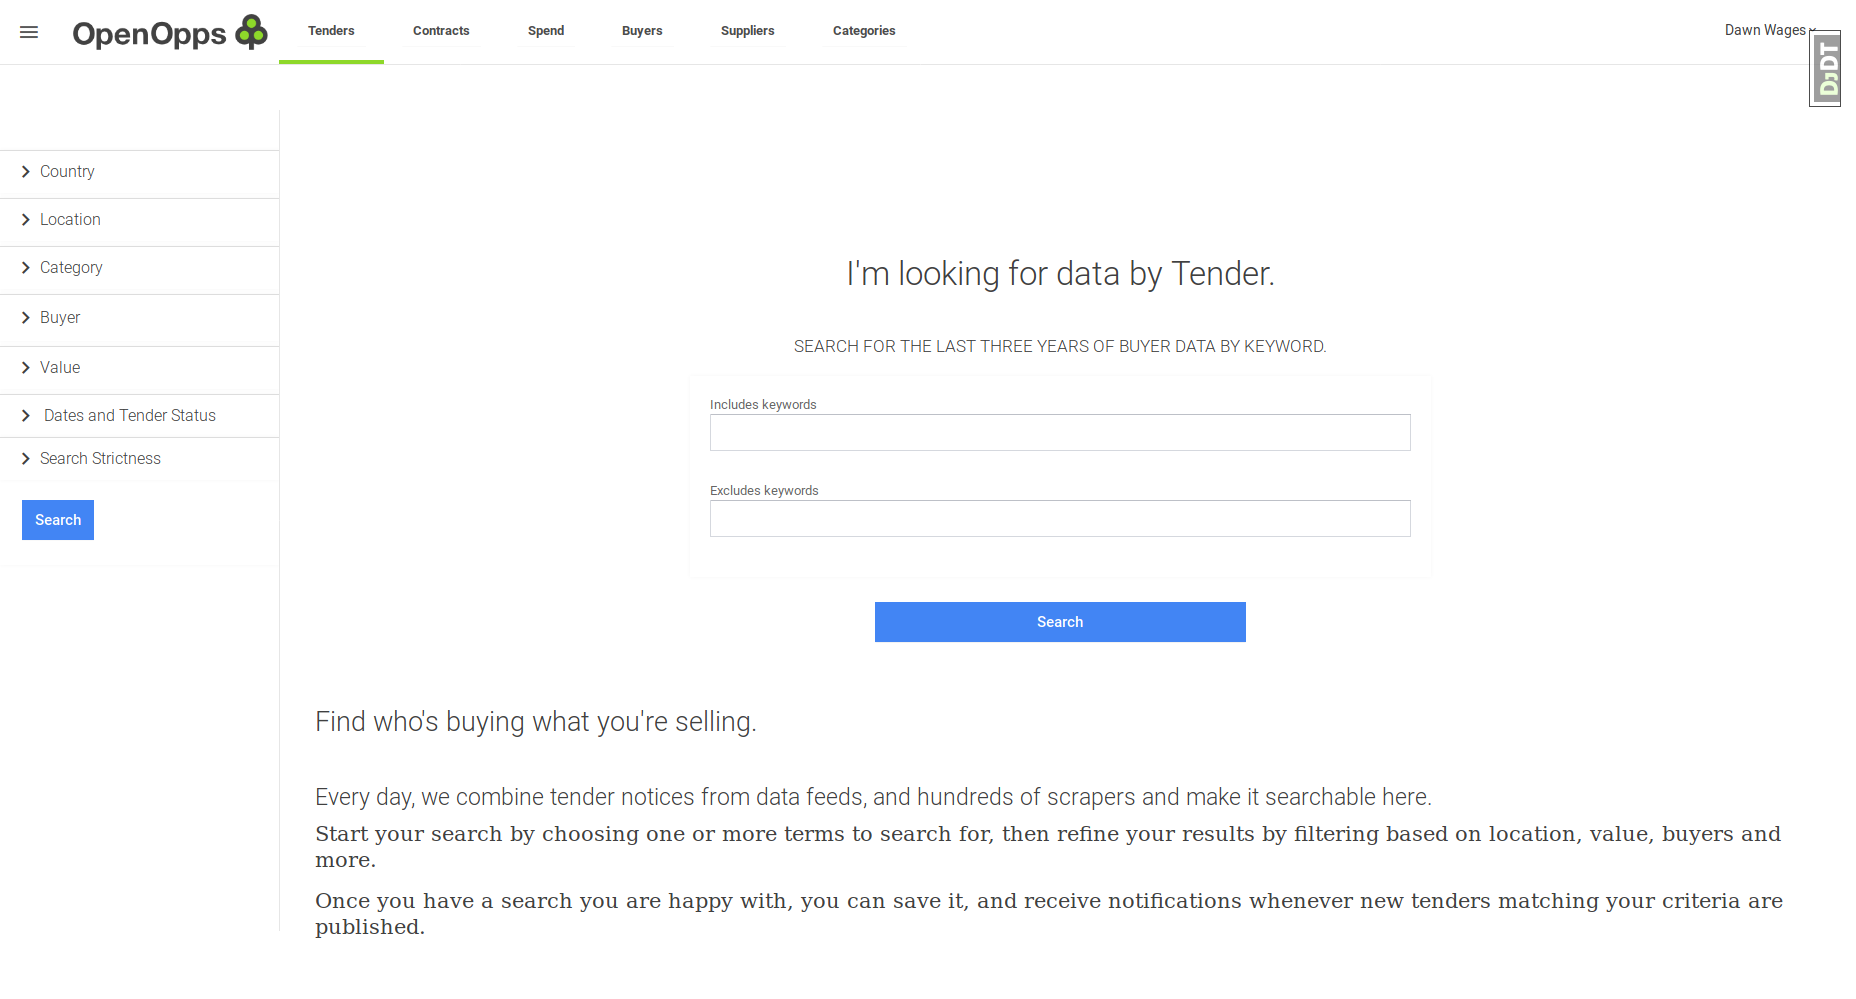 OpenOpps
Tenders
Contracts
Spend
Buyers
Suppliers
Categories
Dawn Wages
DJDT
Country
Location
Category
Buyer
Value
Dates and Tender Status
Search Strictness
Search
I'm looking for data by Tender.
SEARCH FOR THE LAST THREE YEARS OF BUYER DATA BY KEYWORD.
Includes keywords
Excludes keywords
Search
Find who's buying what you're selling.
Every day, we combine tender notices from data feeds, and hundreds of scrapers and make it searchable here.
Start your search by choosing one or more terms to search for, then refine your results by filtering based on location, value, buyers and
more.
Once you have a search you are happy with, you can save it, and receive notifications whenever new tenders matching your criteria are
published.